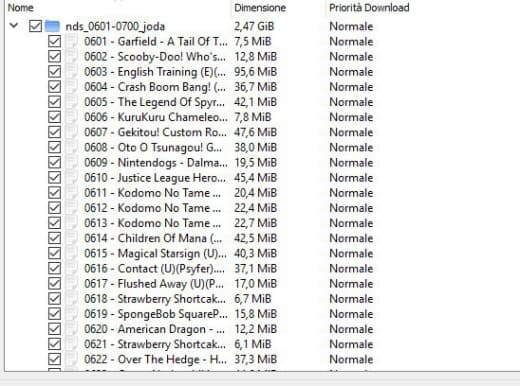 Nome Dimensione Priorità Download
nds_0601-0700_joda 2,47 GiB Normale
0601 - Garfield - A Tail Of T... 7,5 MiB Normale
0602 - Scooby-Doo! Who's... 12,8 MiB Normale
0603 - English Training (E)(... 95,6 MiB Normale
0604 - Crash Boom Bang! (... 36,7 MiB Normale
0605 - The Legend Of Spyr... 42,1 MiB Normale
0606 - KuruKuru Chameleo... 7,8 MiB Normale
0607 - Gekitou! Custom Ro... 47,6 MiB Normale
0608 - Oto O Tsunagou! G... 38,0 MiB Normale
0609 - Nintendogs - Dalma... 19,5 MiB Normale
0610 - Justice League Hero... 45,4 MiB Normale
0611 - Kodomo No Tame ... 20,4 MiB Normale
0612 - Kodomo No Tame ... 22,4 MiB Normale
0613 - Kodomo No Tame ... 22,7 MiB Normale
0614 - Children Of Mana (... 42,5 MiB Normale
0615 - Magical Starsign (U)... 40,3 MiB Normale
0616 - Contact (U)(Psyfer).... 37,1 MiB Normale
0617 - Flushed Away (U)(P... 17,0 MiB Normale
0618 - Strawberry Shortcak... 6,7 MiB Normale
0619 - SpongeBob SquareP... 15,8 MiB Normale
0620 - American Dragon - ... 12,2 MiB Normale
0621 - Strawberry Shortcak... 6,1 MiB Normale
0622 - Over The Hedge - H... 37,3 MiB Normale